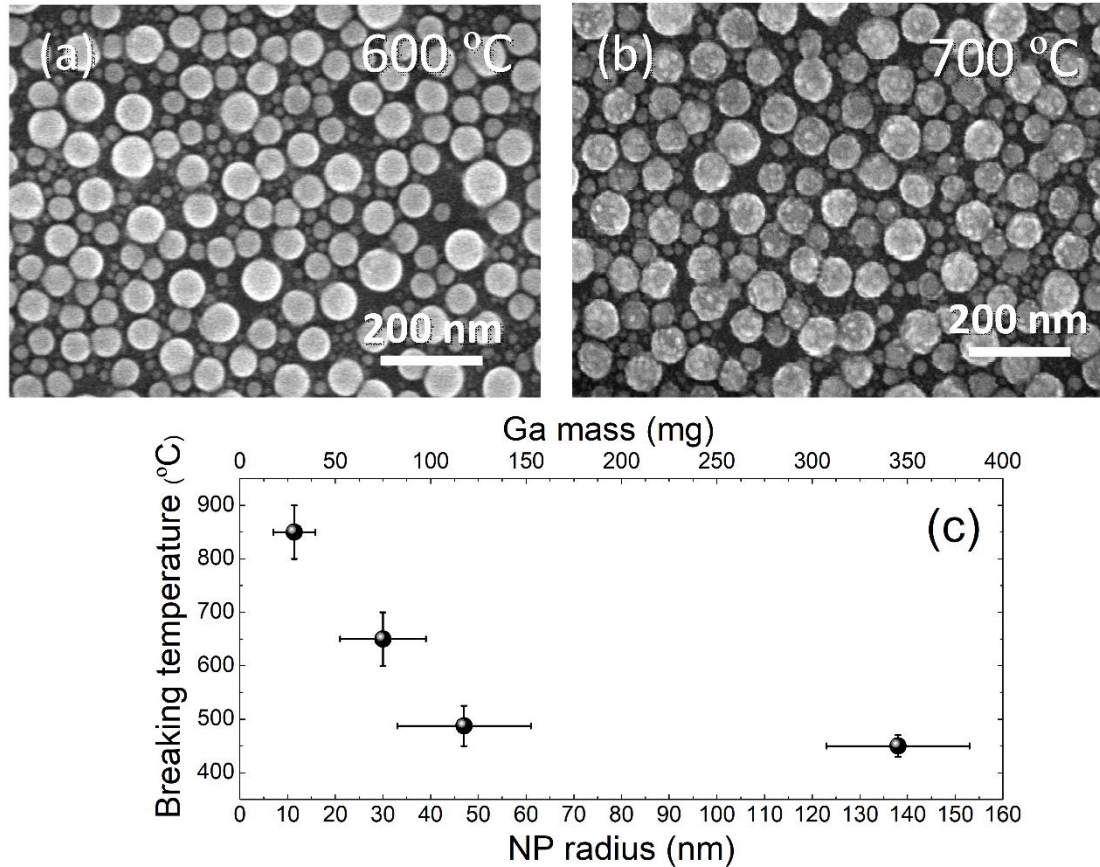 (a) 600 °C
200 nm
(b) 700 °C
200 nm
Ga mass (mg)
0 50 100 150 200 250 300 350 400
Breaking temperature (°C)
900
800
700
600
500
400
(c)
0 10 20 30 40 50 60 70 80 90 100 110 120 130 140 150 160
NP radius (nm)